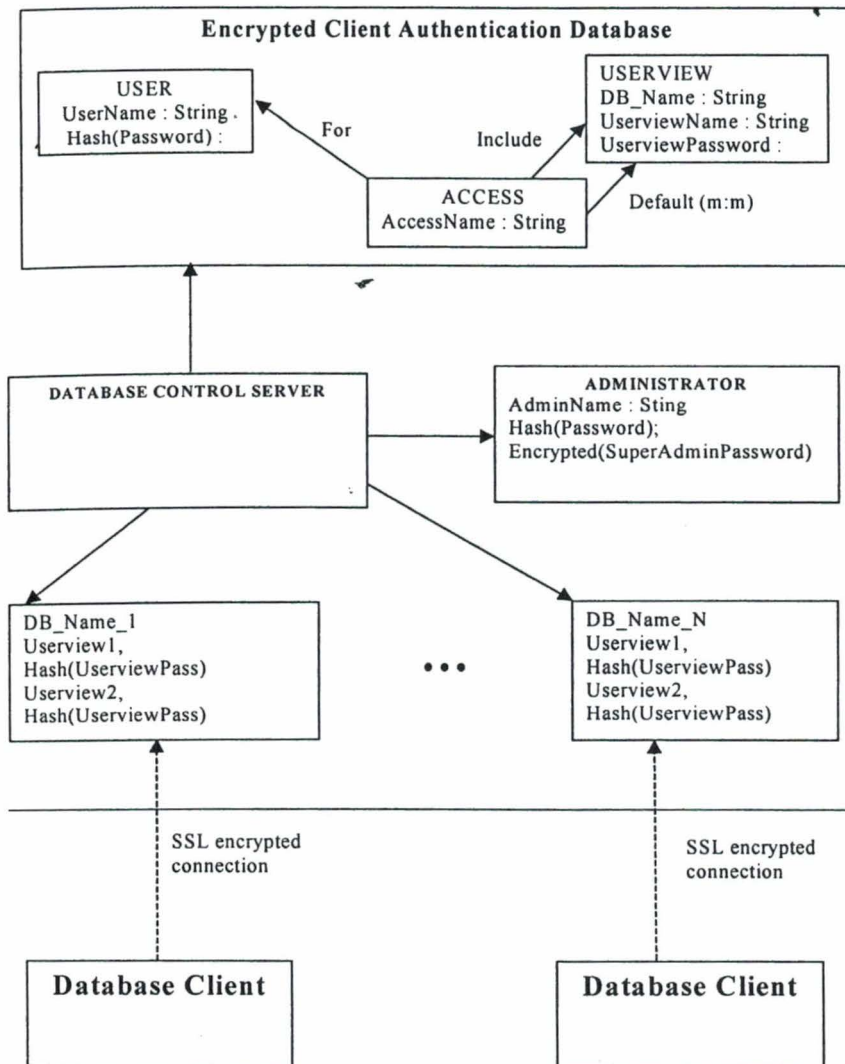 Encrypted Client Authentication Database
USER
UserName : String
Hash(Password) :
USERVIEW
DB_Name : String
UserviewName : String
UserviewPassword :
For
Include
ACCESS
AccessName : String
Default (m:m)
DATABASE CONTROL SERVER
ADMINISTRATOR
AdminName : Sting
Hash(Password);
Encrypted(SuperAdminPassword)
DB_Name_1
Userview1,
Hash(UserviewPass)
Userview2,
Hash(UserviewPass)
•••
DB_Name_N
Userview1,
Hash(UserviewPass)
Userview2,
Hash(UserviewPass)
SSL encrypted
connection
SSL encrypted
connection
Database Client
Database Client